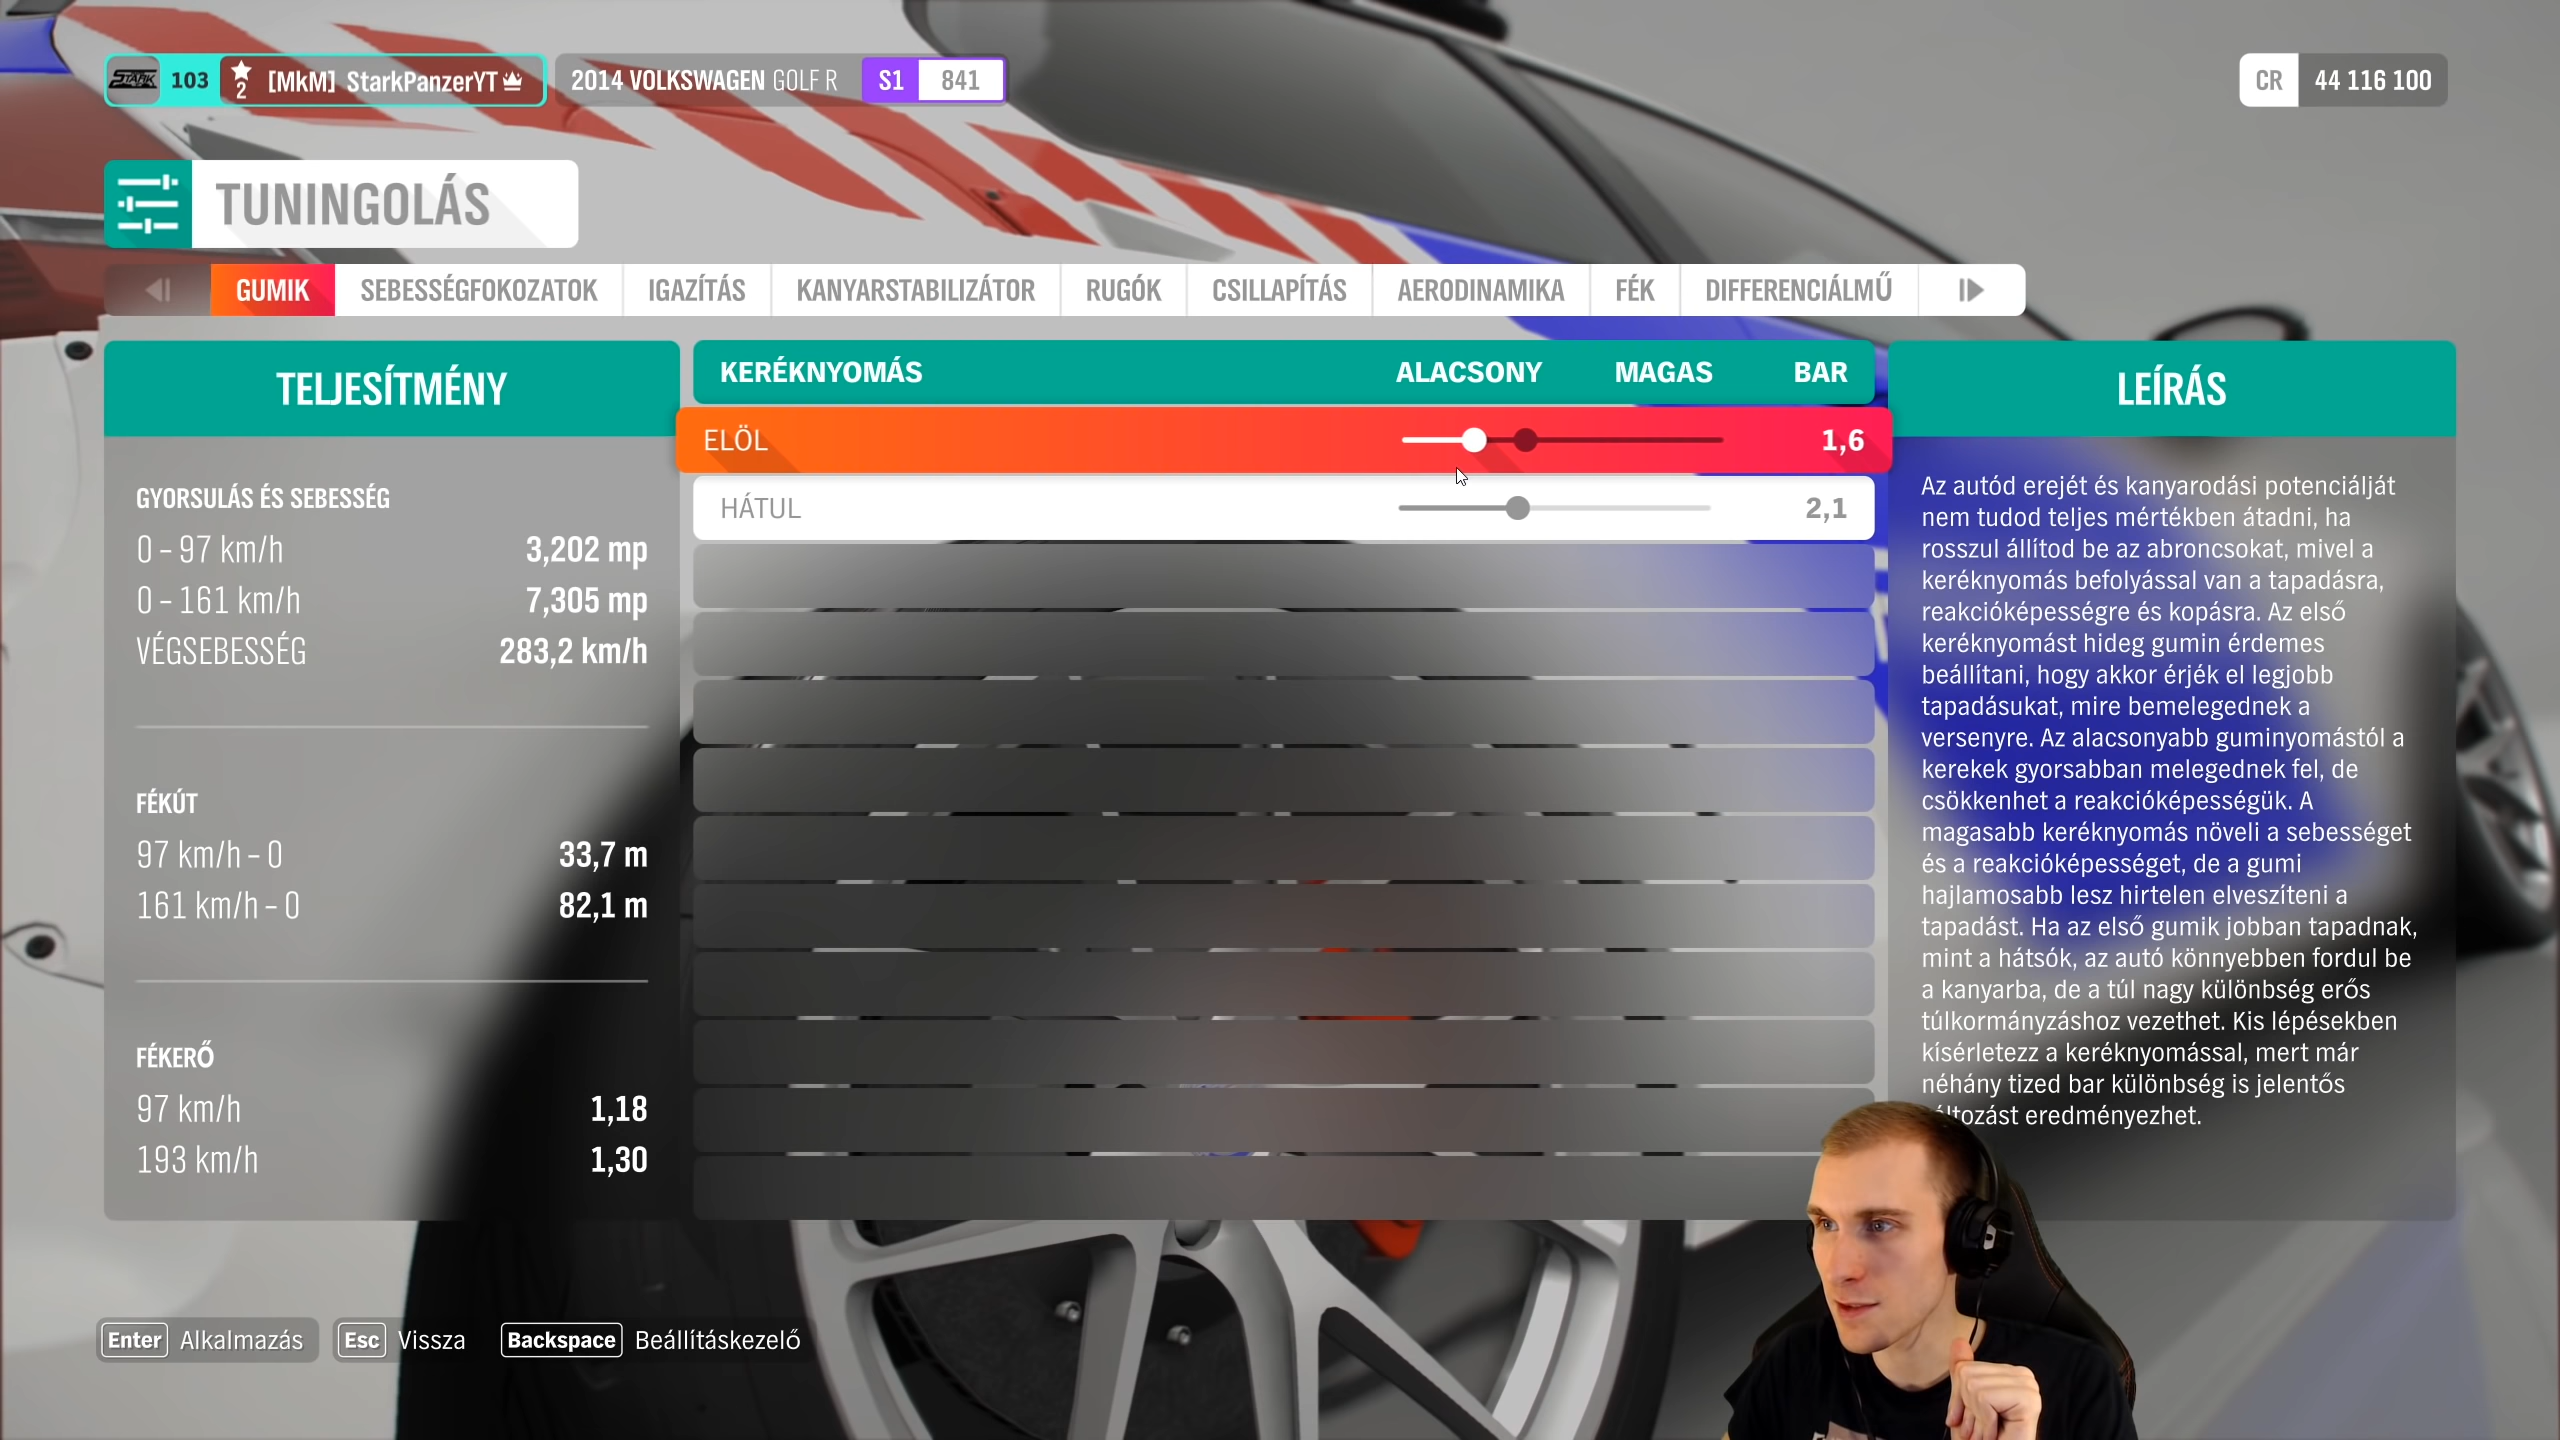 STARK 103 2 [MkM] StarkPanzerYT 2014 VOLKSWAGEN GOLF R S1 841 CR 44 116 100
TUNINGOLÁS
GUMIK SEBESSÉGFOKOZATOK IGAZÍTÁS KANYARSTABILIZÁTOR RUGÓK CSILLAPÍTÁS AERODINAMIKA FÉK DIFFERENCIÁLMŰ
TELJESÍTMÉNY
GYORSULÁS ÉS SEBESSÉG
0 – 97 km/h 3,202 mp
0 – 161 km/h 7,305 mp
VÉGSEBESSÉG 283,2 km/h
FÉKÚT
97 km/h – 0 33,7 m
161 km/h – 0 82,1 m
FÉKERŐ
97 km/h 1,18
193 km/h 1,30
KERÉKNYOMÁS ALACSONY MAGAS BAR
ELÖL 1,6
HÁTUL 2,1
LEÍRÁS
Az autód erejét és kanyarodási potenciálját
nem tudod teljes mértékben átadni, ha
rosszul állítod be az abroncsokat, mivel a
keréknyomás befolyással van a tapadásra,
reakcióképességre és kopásra. Az első
keréknyomást hideg gumin érdemes
beállítani, hogy akkor érjék el legjobb
tapadásukat, mire bemelegednek a
versenyre. Az alacsonyabb guminyomástól a
kerekek gyorsabban melegednek fel, de
csökkenhet a reakcióképességük. A
magasabb keréknyomás növeli a sebességet
és a reakcióképességet, de a gumi
hajlamosabb lesz hirtelen elveszíteni a
tapadást. Ha az első gumik jobban tapadnak,
mint a hátsók, az autó könnyebben fordul be
a kanyarba, de a túl nagy különbség erős
túlkormányzáshoz vezethet. Kis lépésekben
kísérletezz a keréknyomással, mert már
néhány tized bar különbség is jelentős
eredményezhet.
Enter Alkalmazás Esc Vissza Backspace Beállításkezelő